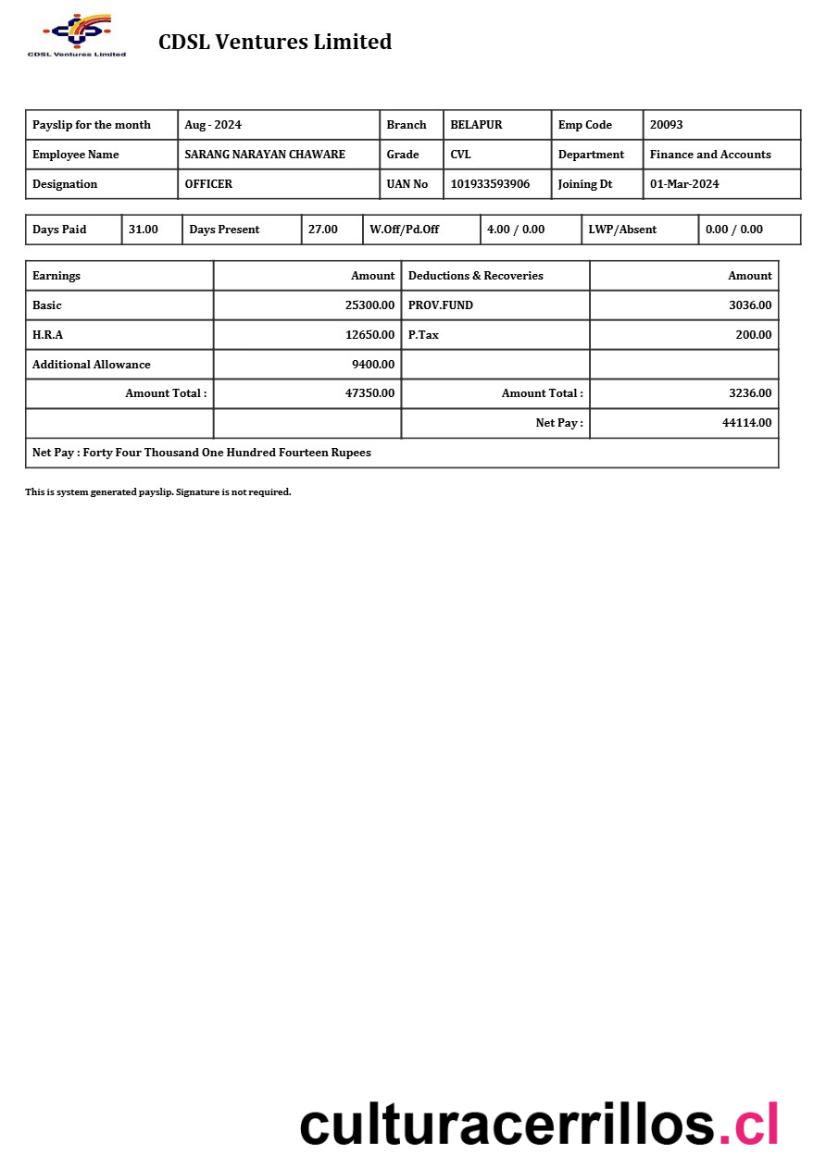 CDSL Ventures Limited
CDSL Ventures Limited
Payslip for the month Aug - 2024 Branch BELAPUR Emp Code 20093
Employee Name SARANG NARAYAN CHAWARE Grade CVL Department Finance and Accounts
Designation OFFICER UAN No 101933593906 Joining Dt 01-Mar-2024
Days Paid 31.00 Days Present 27.00 W.Off/Pd.Off 4.00 / 0.00 LWP/Absent 0.00 / 0.00
Earnings Amount Deductions & Recoveries Amount
Basic 25300.00 PROV.FUND 3036.00
H.R.A 12650.00 P.Tax 200.00
Additional Allowance 9400.00
Amount Total : 47350.00 Amount Total : 3236.00
Net Pay : 44114.00
Net Pay : Forty Four Thousand One Hundred Fourteen Rupees
This is system generated payslip. Signature is not required.
culturacerrillos.cl